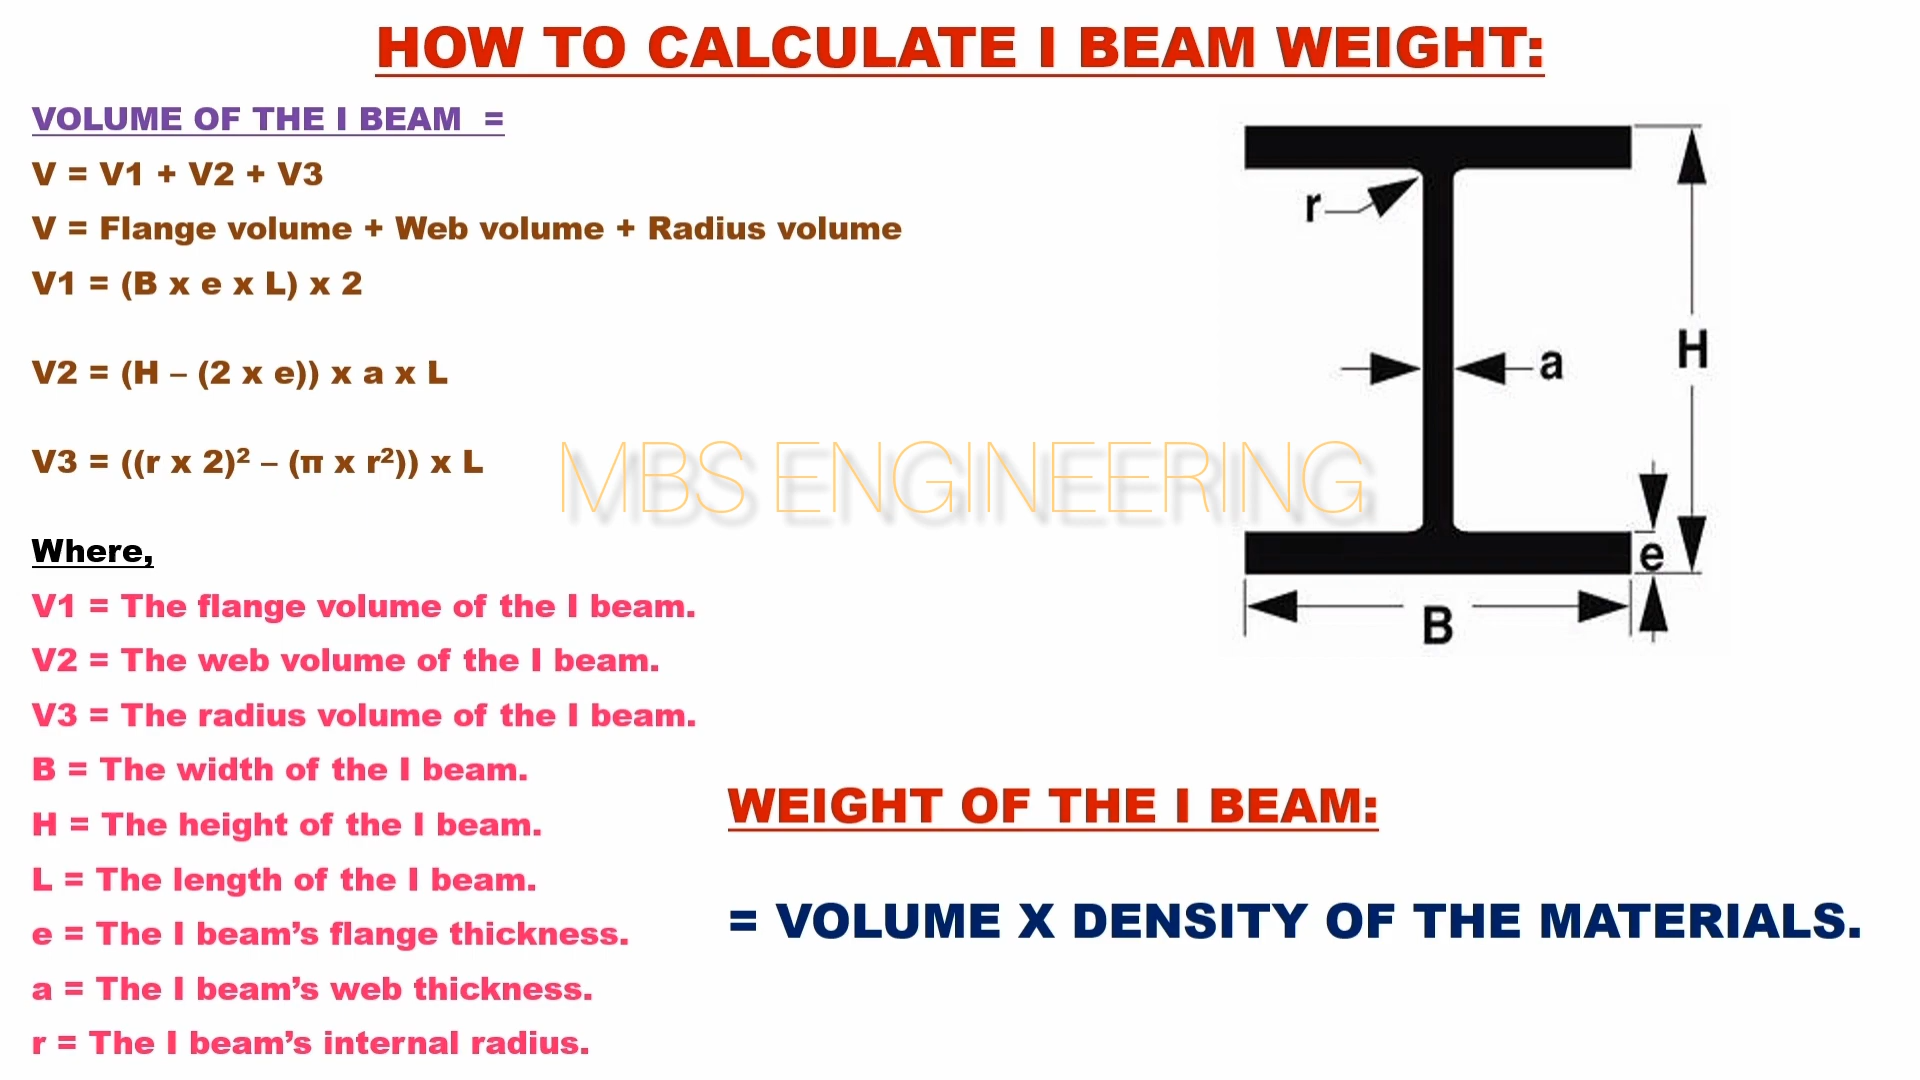 HOW TO CALCULATE I BEAM WEIGHT:
VOLUME OF THE I BEAM =
V = V1 + V2 + V3
V = Flange volume + Web volume + Radius volume
V1 = (B x e x L) x 2
V2 = (H – (2 x e)) x a x L
V3 = ((r x 2)² – (π x r²)) x L
Where,
V1 = The flange volume of the I beam.
V2 = The web volume of the I beam.
V3 = The radius volume of the I beam.
B = The width of the I beam.
H = The height of the I beam.
L = The length of the I beam.
e = The I beam’s flange thickness.
a = The I beam’s web thickness.
r = The I beam’s internal radius.
MBS ENGINEERING
r
a
H
e
B
WEIGHT OF THE I BEAM:
= VOLUME X DENSITY OF THE MATERIALS.